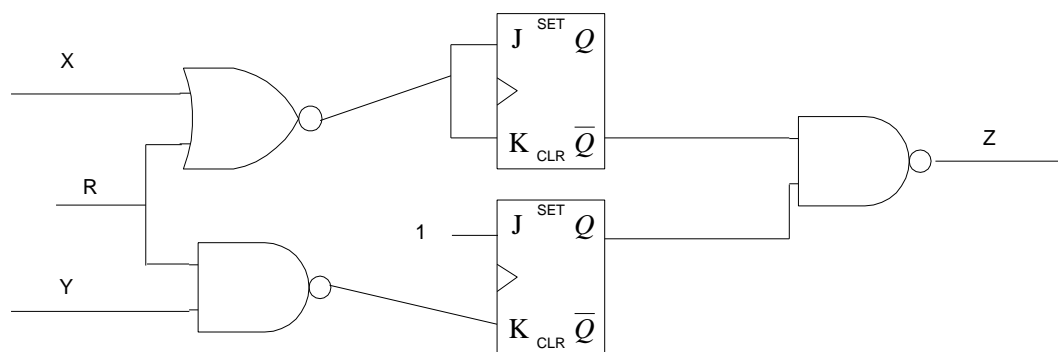 X
R
Y
J SET Q
K CLR Q̅
1
J SET Q
K CLR Q̅
Z